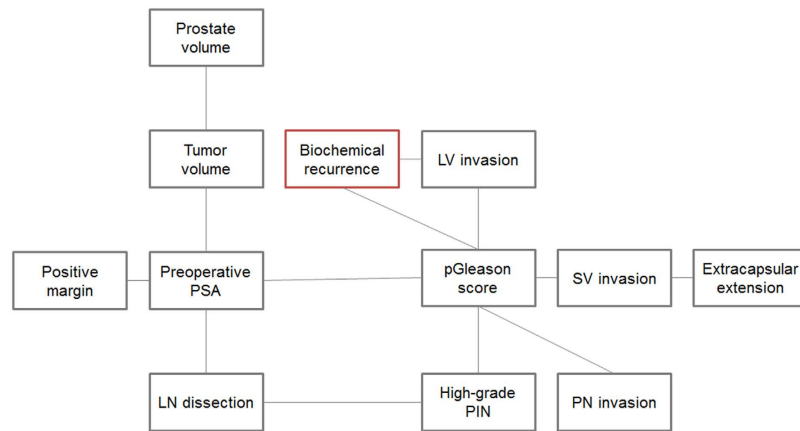 Prostate
volume
Tumor
volume
Biochemical
recurrence
LV invasion
Positive
margin
Preoperative
PSA
pGleason
score
SV invasion
Extracapsular
extension
LN dissection
High-grade
PIN
PN invasion